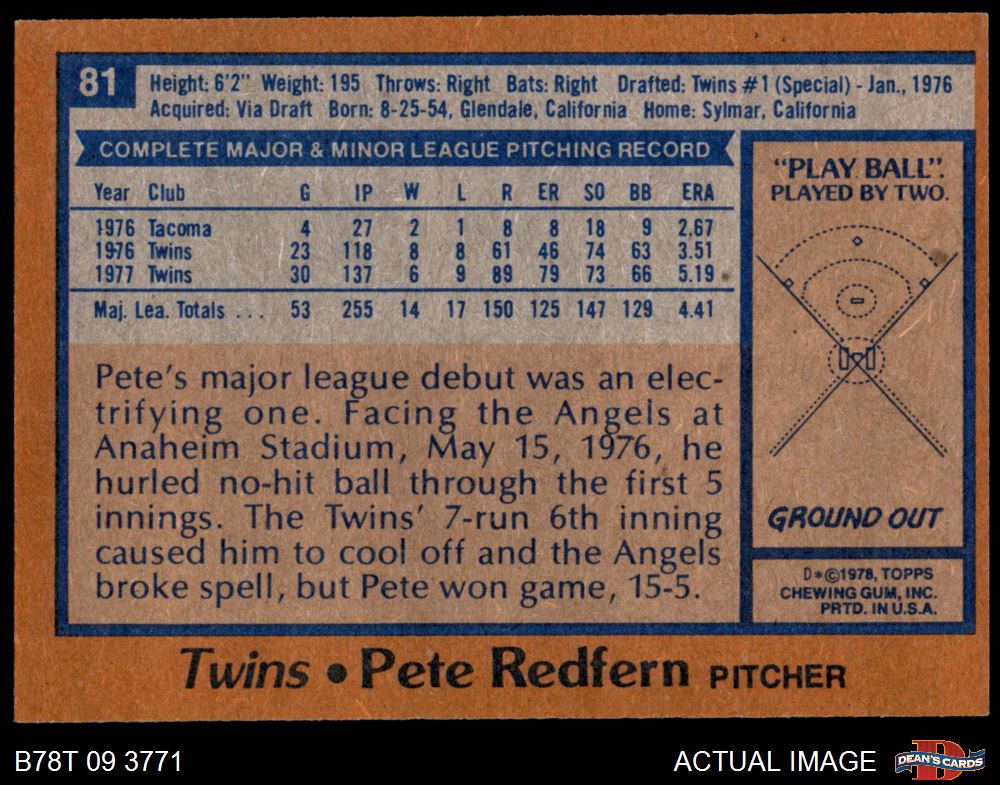 81
Height: 6'2" Weight: 195 Throws: Right Bats: Right Drafted: Twins #1 (Special) - Jan., 1976
Acquired: Via Draft Born: 8-25-54, Glendale, California Home: Sylmar, California
COMPLETE MAJOR & MINOR LEAGUE PITCHING RECORD
Year Club G IP W L R ER SO BB ERA
1976 Tacoma 4 27 2 1 8 8 18 9 2.67
1976 Twins 23 118 8 8 61 46 74 63 3.51
1977 Twins 30 137 6 9 89 79 73 66 5.19
Maj. Lea. Totals ... 53 255 14 17 150 125 147 129 4.41
Pete's major league debut was an elec-
trifying one. Facing the Angels at
Anaheim Stadium, May 15, 1976, he
hurled no-hit ball through the first 5
innings. The Twins' 7-run 6th inning
caused him to cool off and the Angels
broke spell, but Pete won game, 15-5.
"PLAY BALL".
PLAYED BY TWO.
GROUND OUT
D*©1978, TOPPS
CHEWING GUM, INC.
PRTD. IN U.S.A.
Twins • Pete Redfern PITCHER
B78T 09 3771
ACTUAL IMAGE
D
DEAN'S CARDS